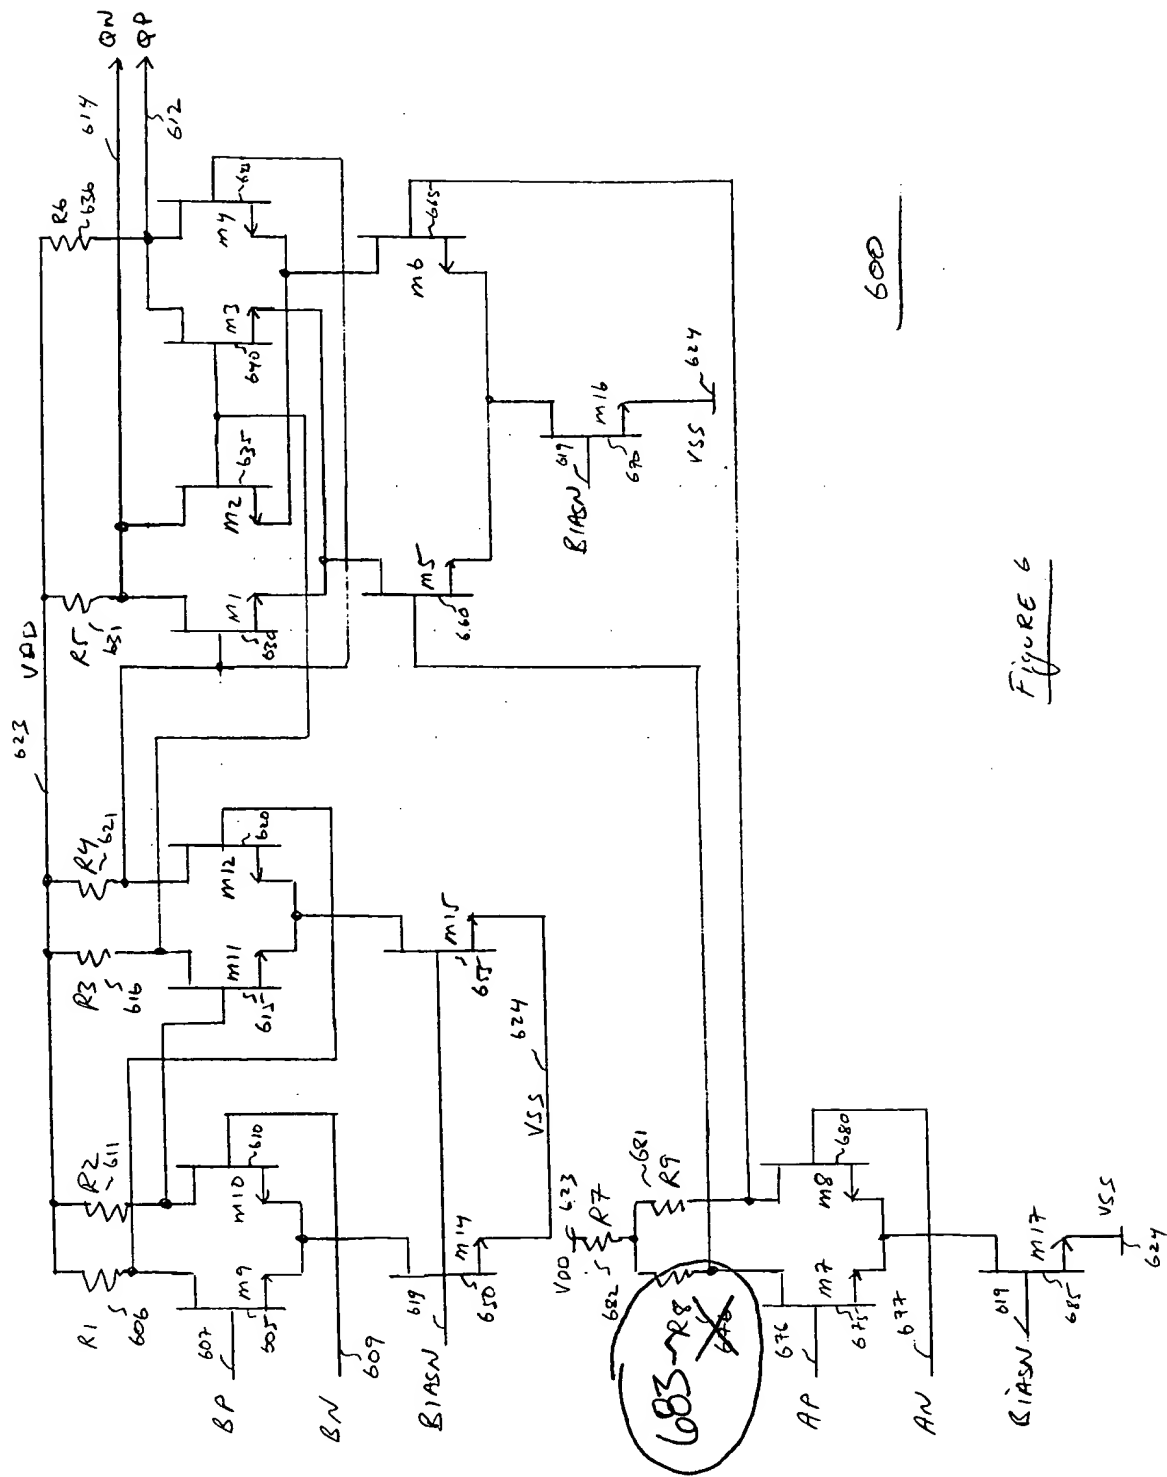 QN
QP
614
612
R6
636
M4
641
M3
640
M2
635
M1
630
R5
631
VDD
623
M6
665
M5
660
BIASN
619
M16
670
VSS
624
R4
621
M12
620
R3
616
M11
615
M15
655
VSS
624
R2
611
M10
610
R1
606
M9
605
BP
607
BN
609
BIASN
619
M14
650
VDD
623
R7
682
681
R9
683
R8
M8
680
M7
675
AP
676
AN
677
BIASN
619
M17
685
VSS
624
600
FIGURE 6